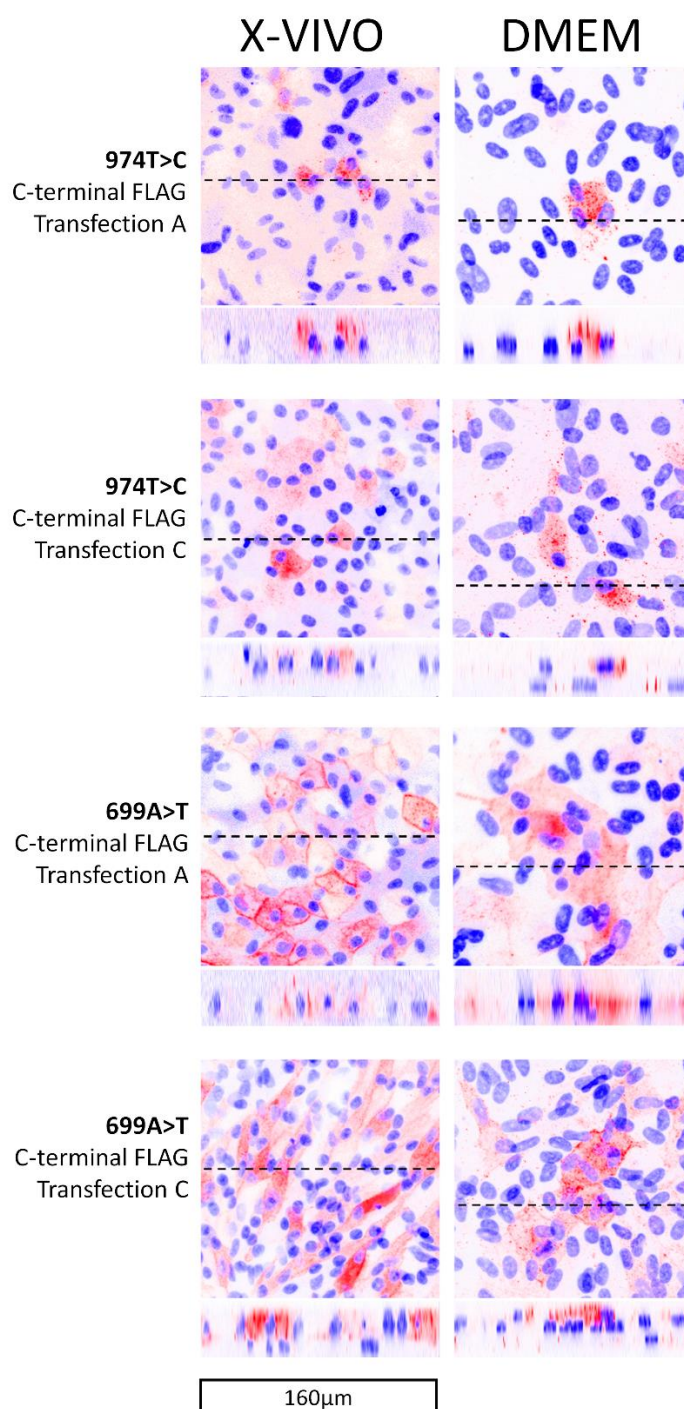 X-VIVO DMEM
974T>C
C-terminal FLAG
Transfection A
974T>C
C-terminal FLAG
Transfection C
699A>T
C-terminal FLAG
Transfection A
699A>T
C-terminal FLAG
Transfection C
160µm